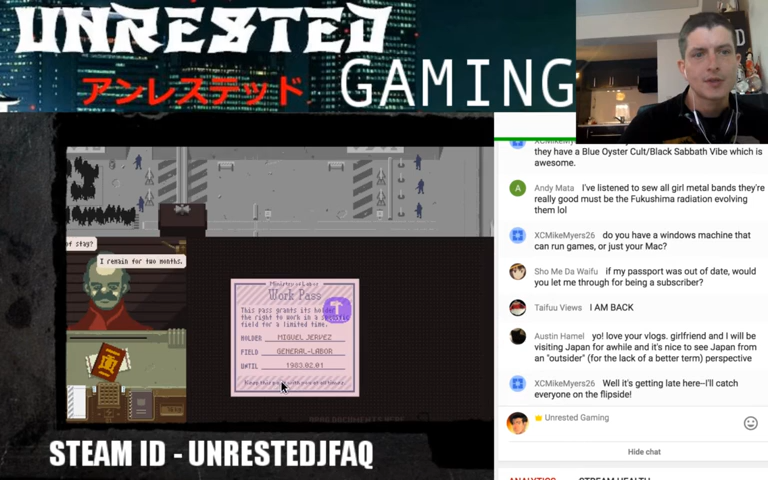 UNRESTED
アンレステッド
GAMING
they have a Blue Oyster Cult/Black Sabbath Vibe which is
awesome.
Andy Mata I've listened to sew all girl metal bands they're
really good must be the Fukushima radiation evolving
them lol
XCMikeMyers26 do you have a windows machine that
can run games, or just your Mac?
Sho Me Da Waifu if my passport was out of date, would
you let me through for being a subscriber?
Taifuu Views I AM BACK
Austin Hamel yo! love your vlogs. girlfriend and I will be
visiting Japan for awhile and it's nice to see Japan from
an "outsider" (for the lack of a better term) perspective
XCMikeMyers26 Well it's getting late here--I'll catch
everyone on the flipside!
Unrested Gaming
Hide chat
ANALYTICS STREAM HEALTH
of stay?
I remain for two months.
Ministry of Labor
Work Pass
This pass grants its holder
the right to work in a specific
field for a limited time.
HOLDER MIGUEL JERVEZ
FIELD GENERAL-LABOR
UNTIL 1983.02.01
STEAM ID - UNRESTEDJFAQ